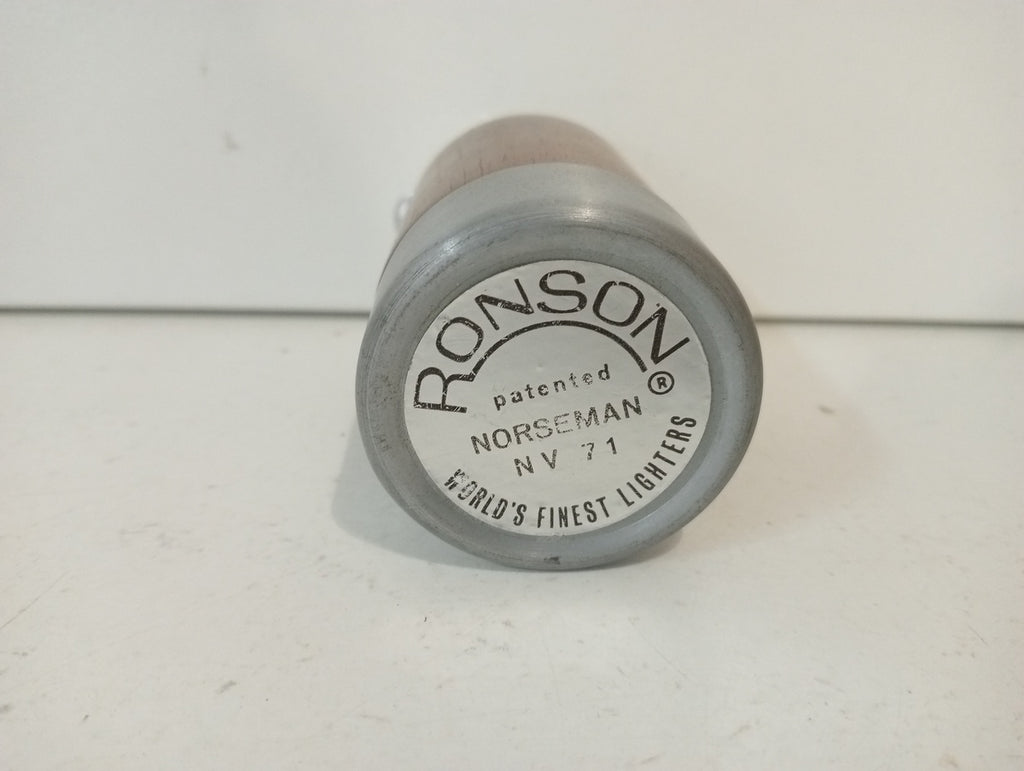 RONSON
®
patented
NORSEMAN
NV 71
WORLD'S FINEST LIGHTERS